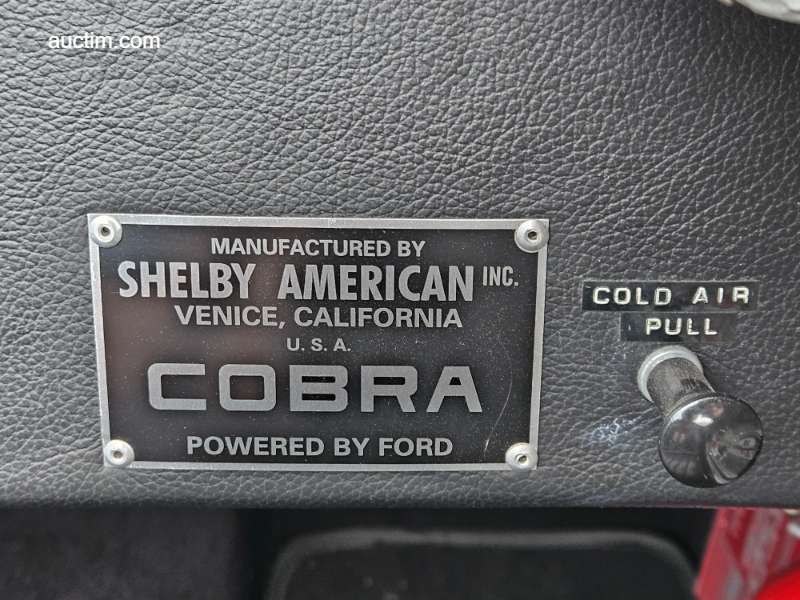 auctim.com
MANUFACTURED BY
SHELBY AMERICAN INC.
VENICE, CALIFORNIA
U. S. A.
COBRA
POWERED BY FORD
COLD AIR
PULL